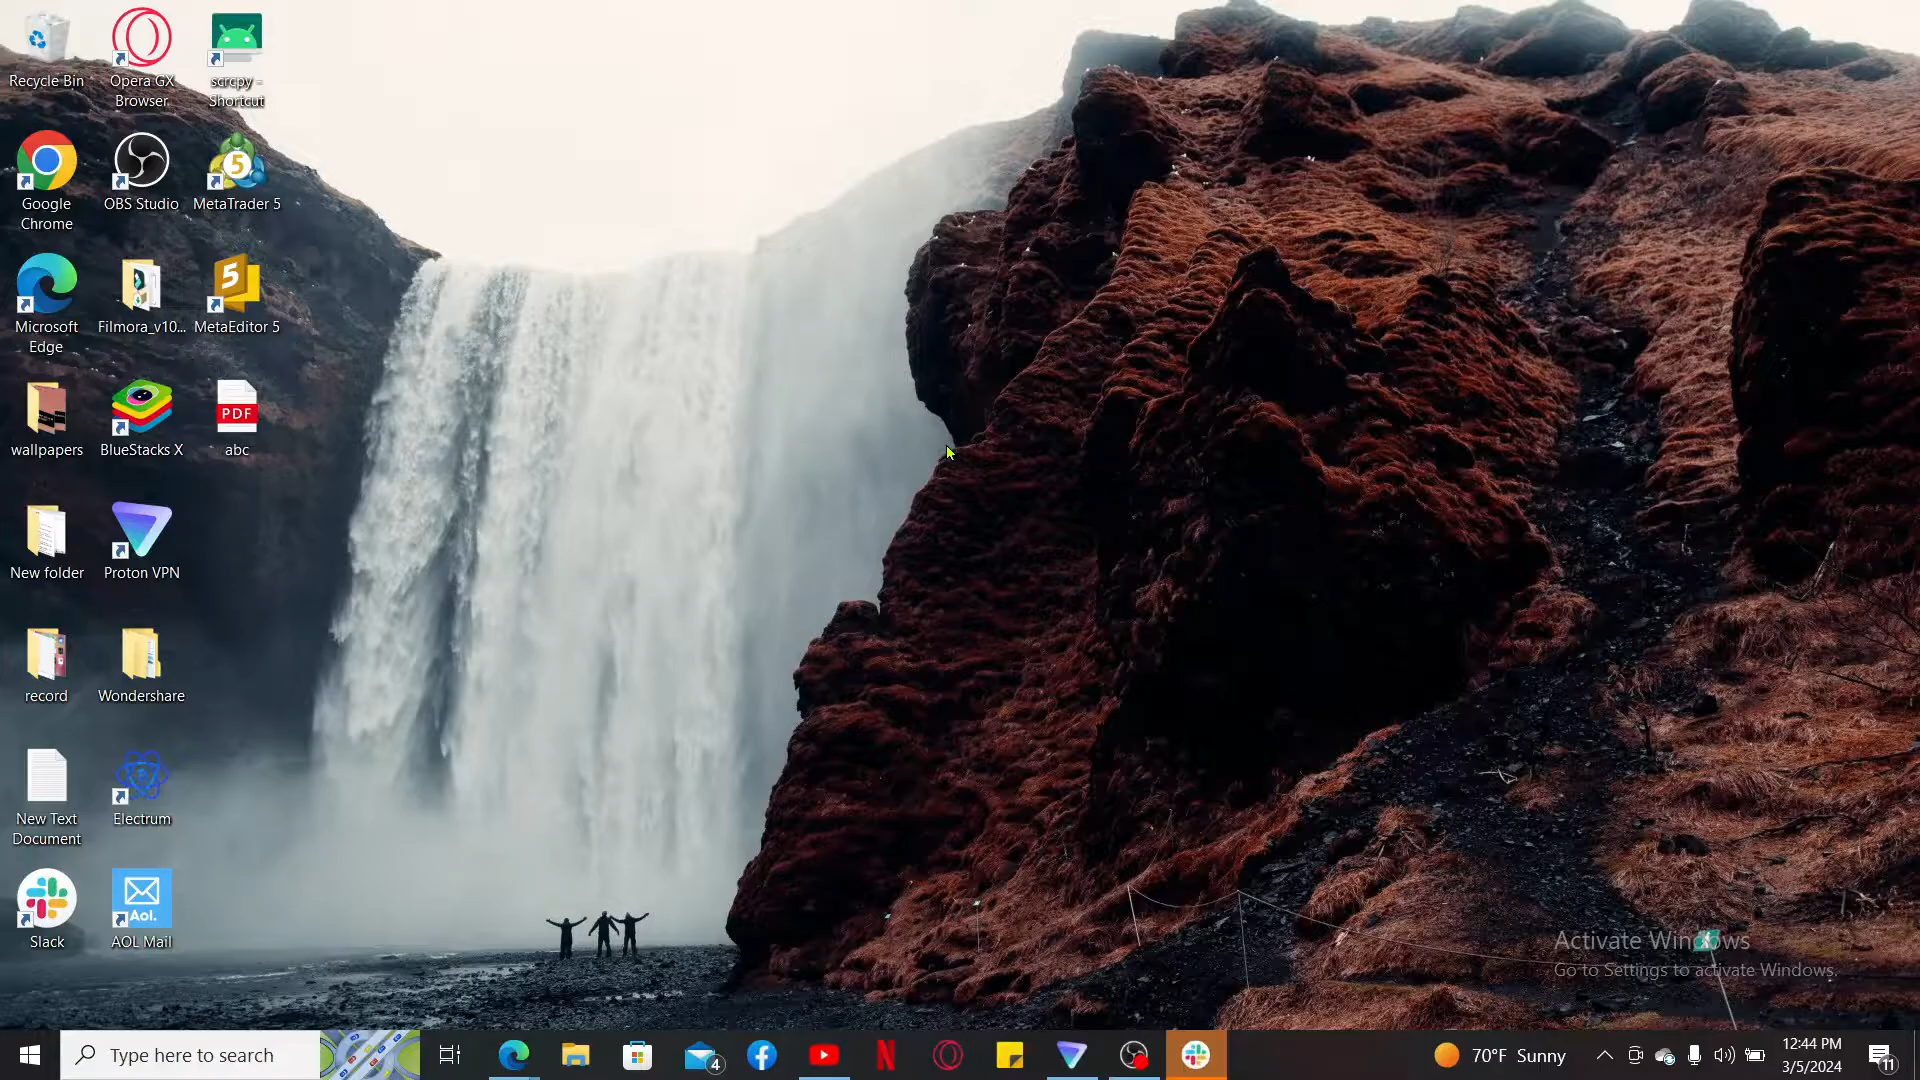 Recycle Bin
Opera GX
Browser
scrcpy -
Shortcut
Google
Chrome
OBS Studio
5
MetaTrader 5
Microsoft
Edge
Filmora_v10...
5
MetaEditor 5
wallpapers
BlueStacks X
PDF
abc
New folder
Proton VPN
record
Wondershare
New Text
Document
Electrum
Slack
Aol.
AOL Mail
Activate Windows
Go to Settings to activate Windows.
Type here to search
4
N
70°F Sunny
12:44 PM
3/5/2024
11